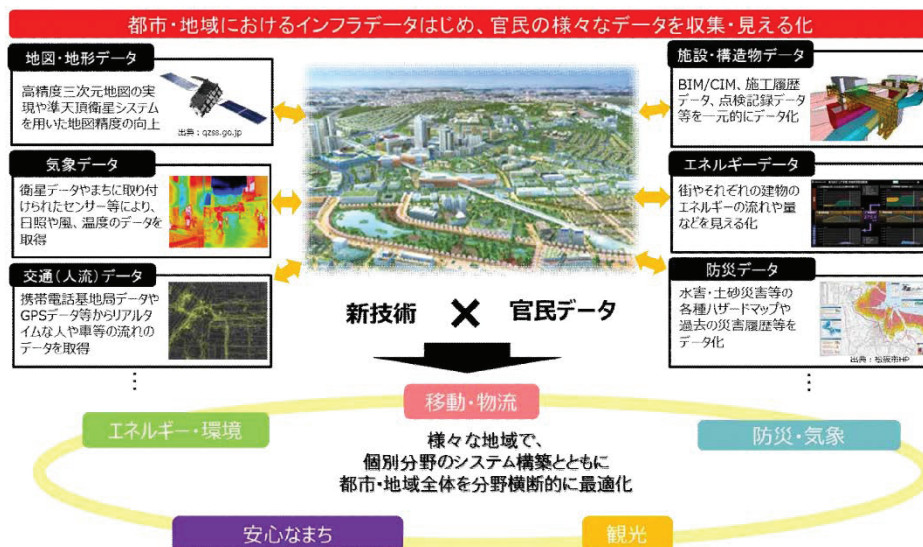 都市・地域におけるインフラデータはじめ、官民の様々なデータを収集・見える化
地図・地形データ
高精度三次元地図の実
現や準天頂衛星システム
を用いた地図精度の向上
出典：qzss.go.jp
気象データ
衛星データやまちに取り付
けられたセンサー等により、
日照や風、温度のデータを
取得
交通(人流)データ
携帯電話基地局データや
GPSデータ等からリアルタ
イムな人や車等の流れの
データを取得
⋮
施設・構造物データ
BIM/CIM、施工履歴
データ、点検記録データ
等を一元的にデータ化
エネルギーデータ
街やそれぞれの建物の
エネルギーの流れや量
などを見える化
防災データ
水害・土砂災害等の
各種ハザードマップや
過去の災害履歴等を
データ化
出典：松阪市HP
⋮
新技術 × 官民データ
移動・物流
エネルギー・環境
防災・気象
様々な地域で、
個別分野のシステム構築とともに
都市・地域全体を分野横断的に最適化
安心なまち
観光